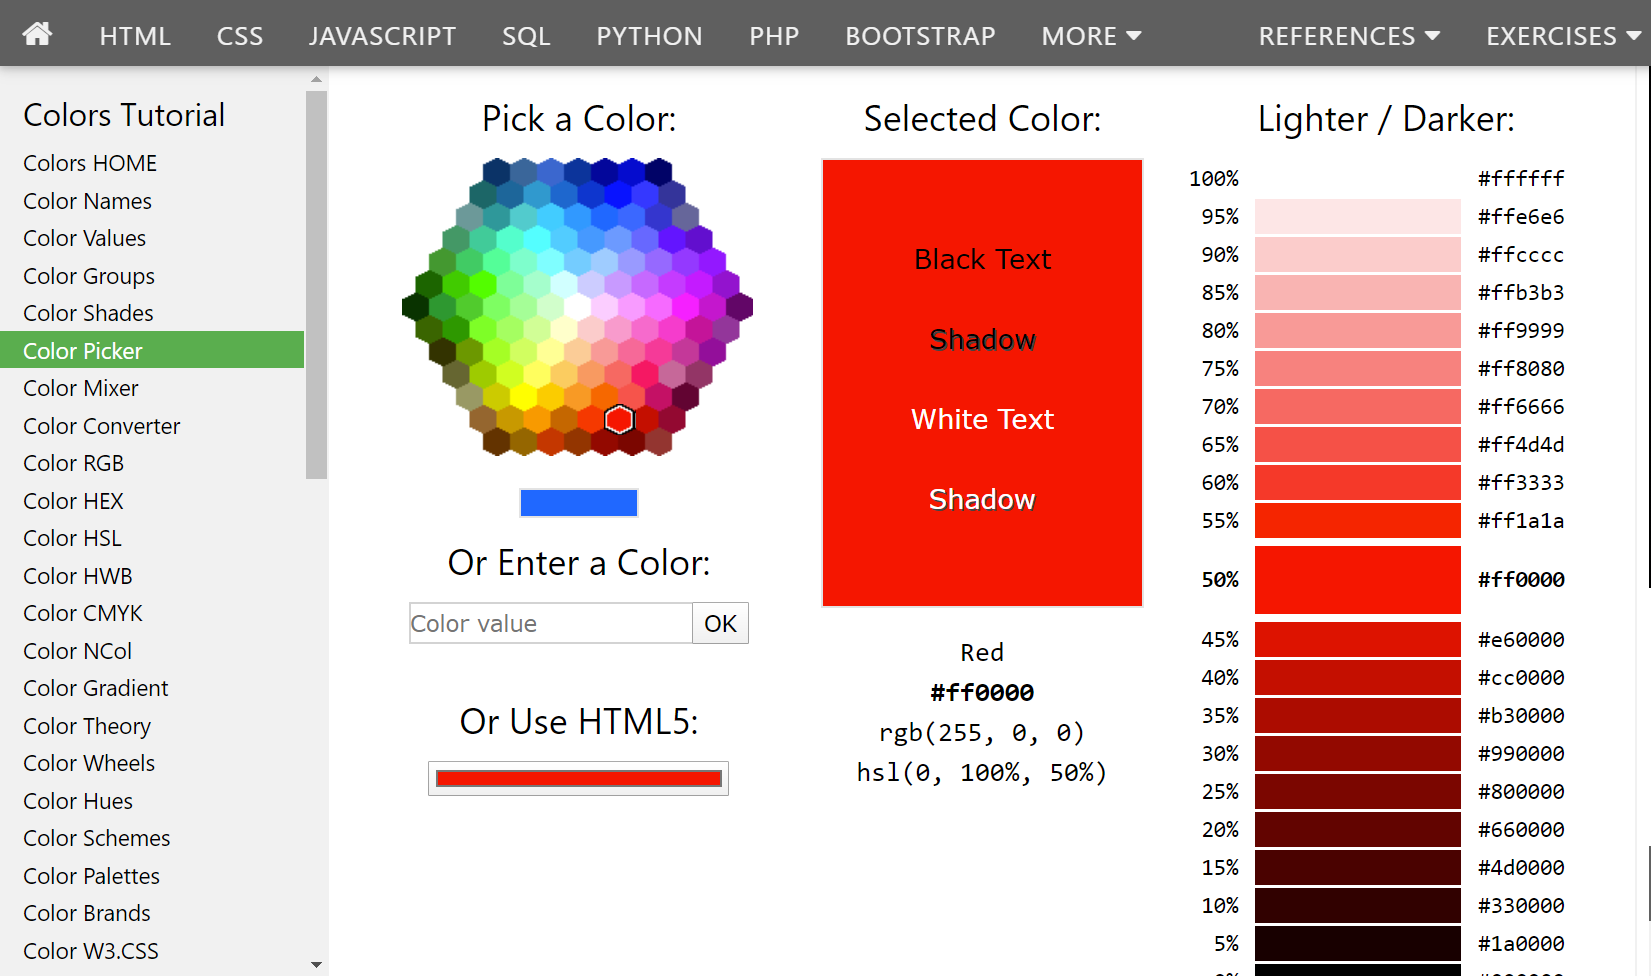 HTML CSS JAVASCRIPT SQL PYTHON PHP BOOTSTRAP MORE REFERENCES EXERCISES
Colors Tutorial
Colors HOME
Color Names
Color Values
Color Groups
Color Shades
Color Picker
Color Mixer
Color Converter
Color RGB
Color HEX
Color HSL
Color HWB
Color CMYK
Color NCol
Color Gradient
Color Theory
Color Wheels
Color Hues
Color Schemes
Color Palettes
Color Brands
Color W3.CSS
Pick a Color:
Or Enter a Color:
Color value OK
Or Use HTML5:
Selected Color:
Black Text
Shadow
White Text
Shadow
Red
#ff0000
rgb(255, 0, 0)
hsl(0, 100%, 50%)
Lighter / Darker:
100% #ffffff
95% #ffe6e6
90% #ffcccc
85% #ffb3b3
80% #ff9999
75% #ff8080
70% #ff6666
65% #ff4d4d
60% #ff3333
55% #ff1a1a
50% #ff0000
45% #e60000
40% #cc0000
35% #b30000
30% #990000
25% #800000
20% #660000
15% #4d0000
10% #330000
5% #1a0000